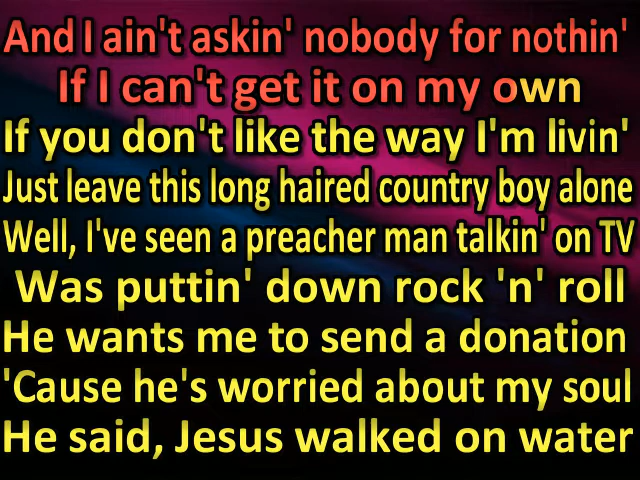 And I ain't askin' nobody for nothin'
If I can't get it on my own
If you don't like the way I'm livin'
Just leave this long haired country boy alone
Well, I've seen a preacher man talkin' on TV
Was puttin' down rock 'n' roll
He wants me to send a donation
'Cause he's worried about my soul
He said, Jesus walked on water